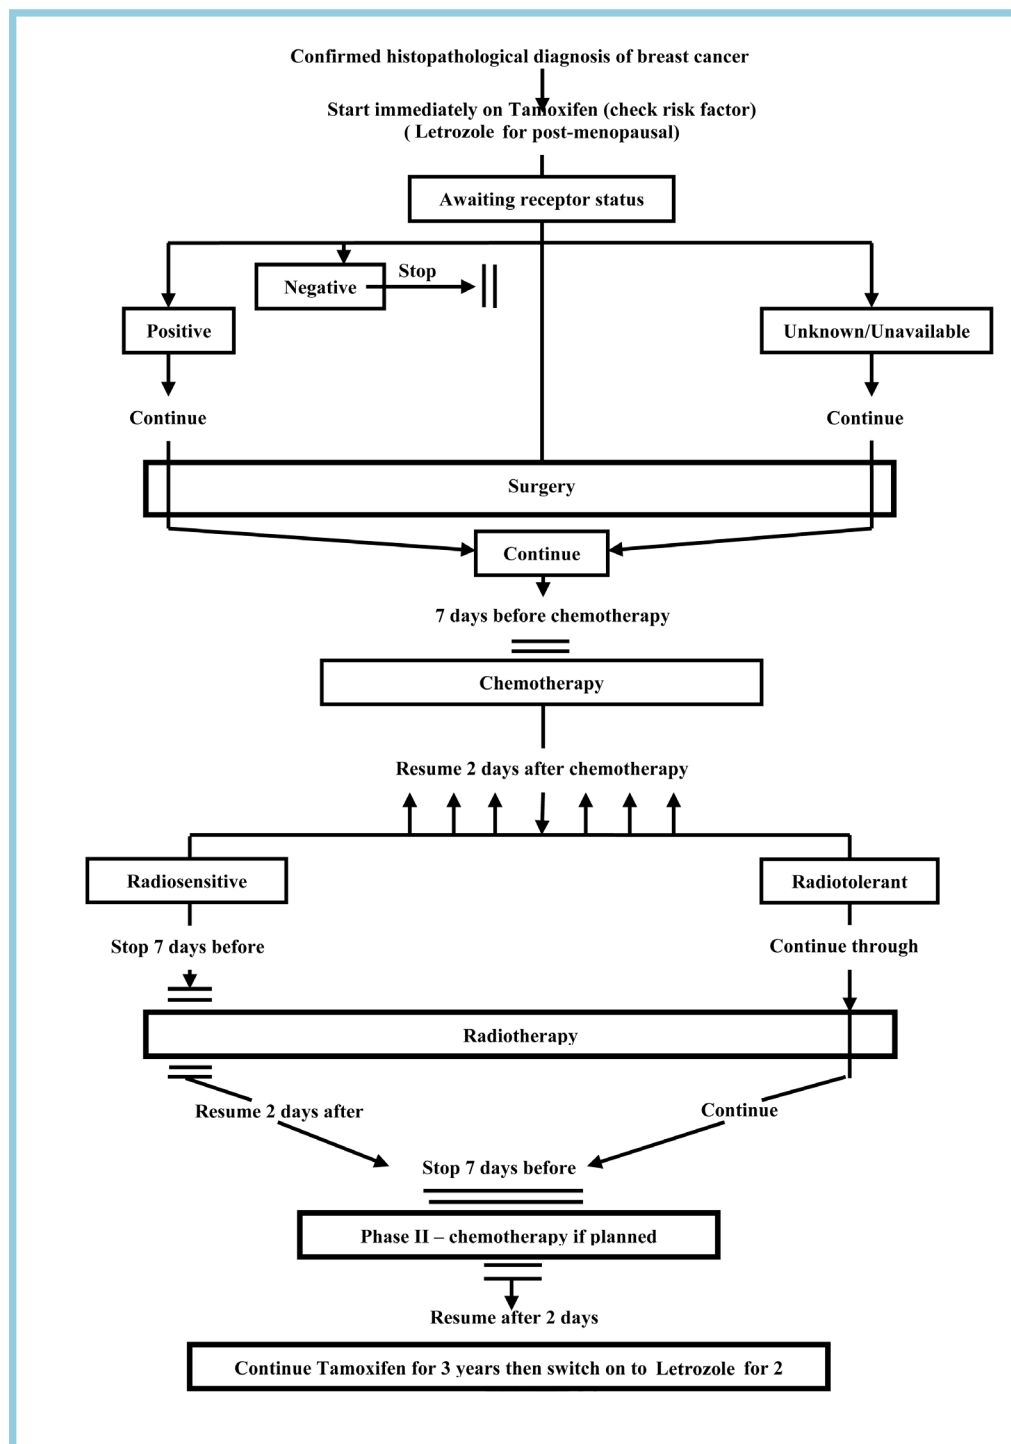 Confirmed histopathological diagnosis of breast cancer
Start immediately on Tamoxifen (check risk factor)
( Letrozole for post-menopausal)
Awaiting receptor status
Stop
Negative
Positive
Unknown/Unavailable
Continue
Continue
Surgery
Continue
7 days before chemotherapy
Chemotherapy
Resume 2 days after chemotherapy
Radiosensitive
Radiotolerant
Stop 7 days before
Continue through
Radiotherapy
Resume 2 days after
Continue
Stop 7 days before
Phase II – chemotherapy if planned
Resume after 2 days
Continue Tamoxifen for 3 years then switch on to Letrozole for 2